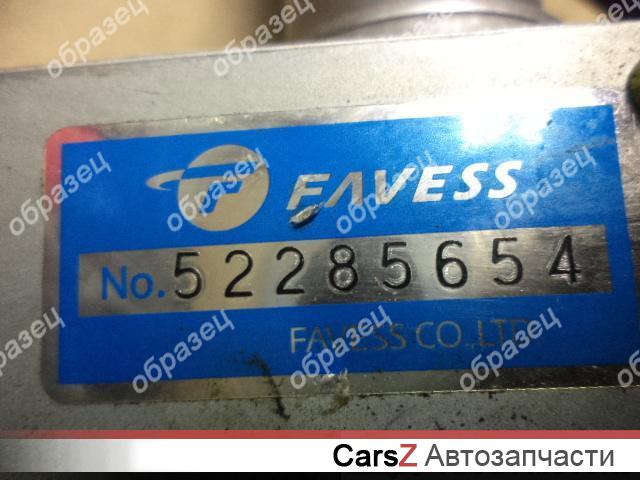 FAVESS
No. 52285654
FAVESS CO.,LTD
образец
CarsZ Автозапчасти